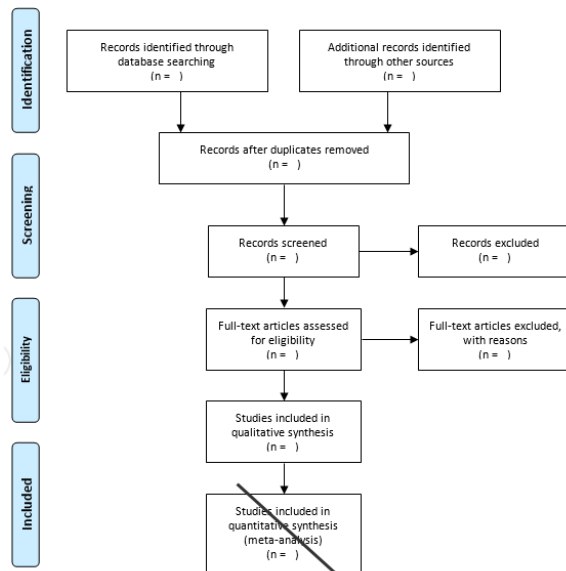 Identification
Records identified through
database searching
(n = )
Additional records identified
through other sources
(n = )
Records after duplicates removed
(n = )
Screening
Records screened
(n = )
Records excluded
(n = )
Eligibility
Full-text articles assessed
for eligibility
(n = )
Full-text articles excluded,
with reasons
(n = )
Studies included in
qualitative synthesis
(n = )
Included
Studies included in
quantitative synthesis
(meta-analysis)
(n = )